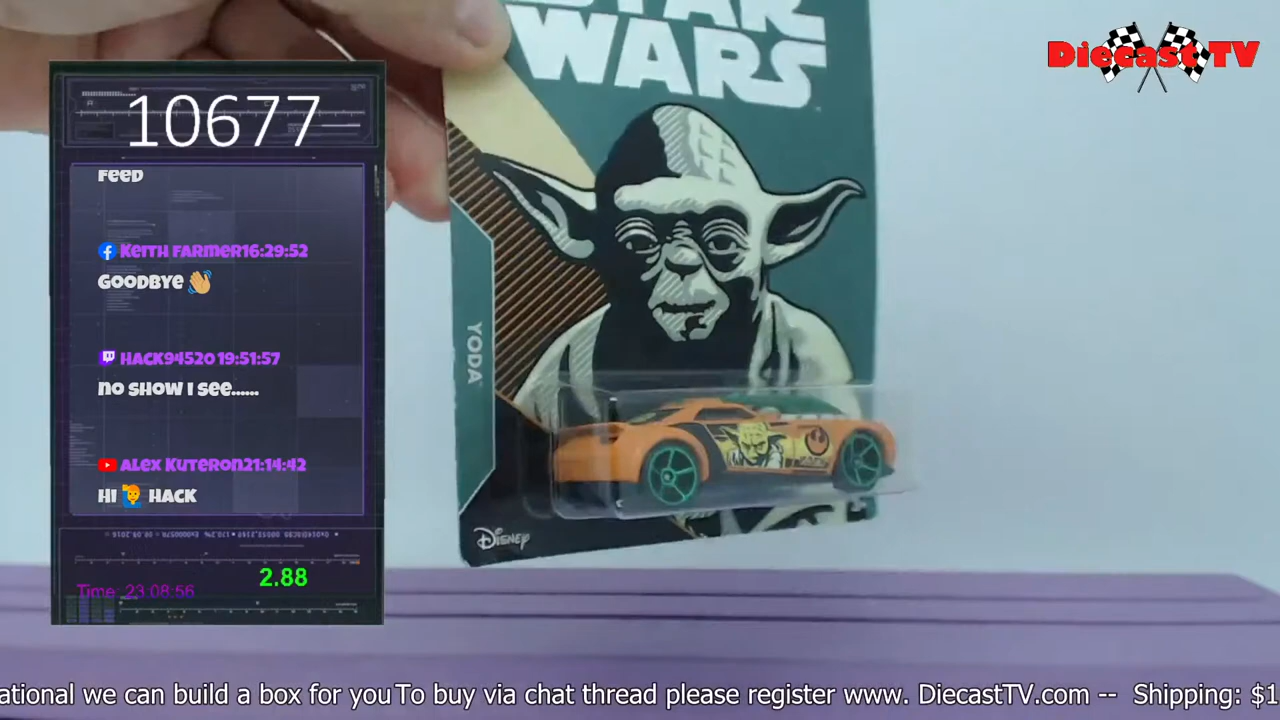 STAR
WARS
Diecast TV
10677
FEED
Keith Farmer16:29:52
Goodbye 👋
HACK94520 19:51:57
no show I see......
Alex Kuteron21:14:42
HI 🙋 HACK
YODA
Disney
2.88
Time: 23:08:56
ational we can build a box for you To buy via chat thread please register www. DiecastTV.com -- Shipping: $1